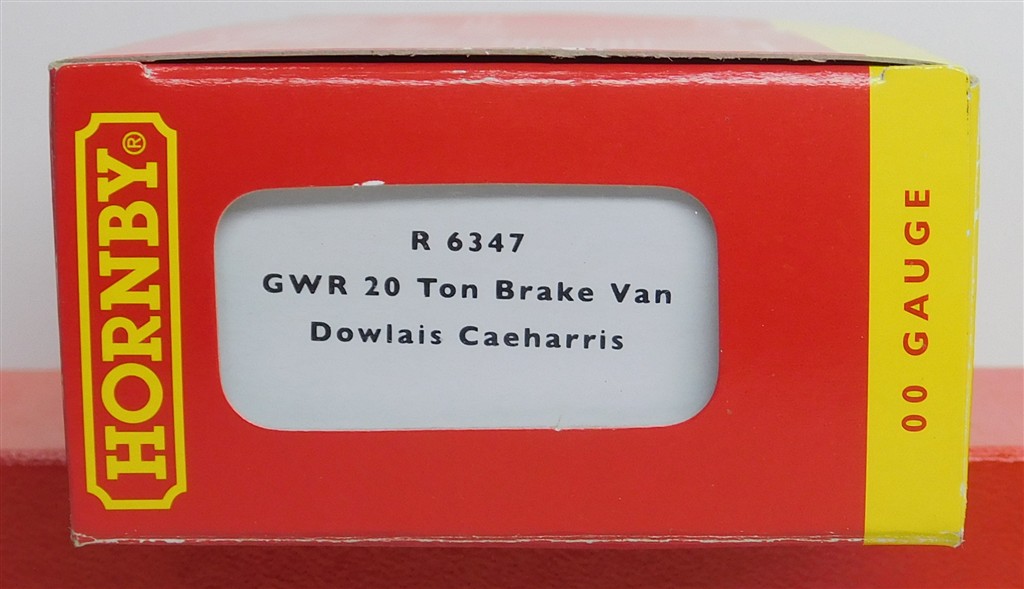 HORNBY®
R 6347
GWR 20 Ton Brake Van
Dowlais Caeharris
00 GAUGE